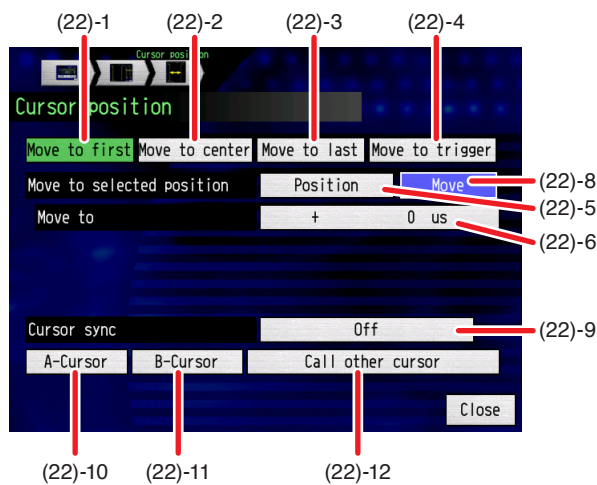 (22)-1 (22)-2 (22)-3 (22)-4
Cursor position
Cursor position
Move to first Move to center Move to last Move to trigger
Move to selected position Position Move (22)-8
(22)-5
Move to + 0 us
(22)-6
Cursor sync Off (22)-9
A-Cursor B-Cursor Call other cursor
Close
(22)-10 (22)-11 (22)-12